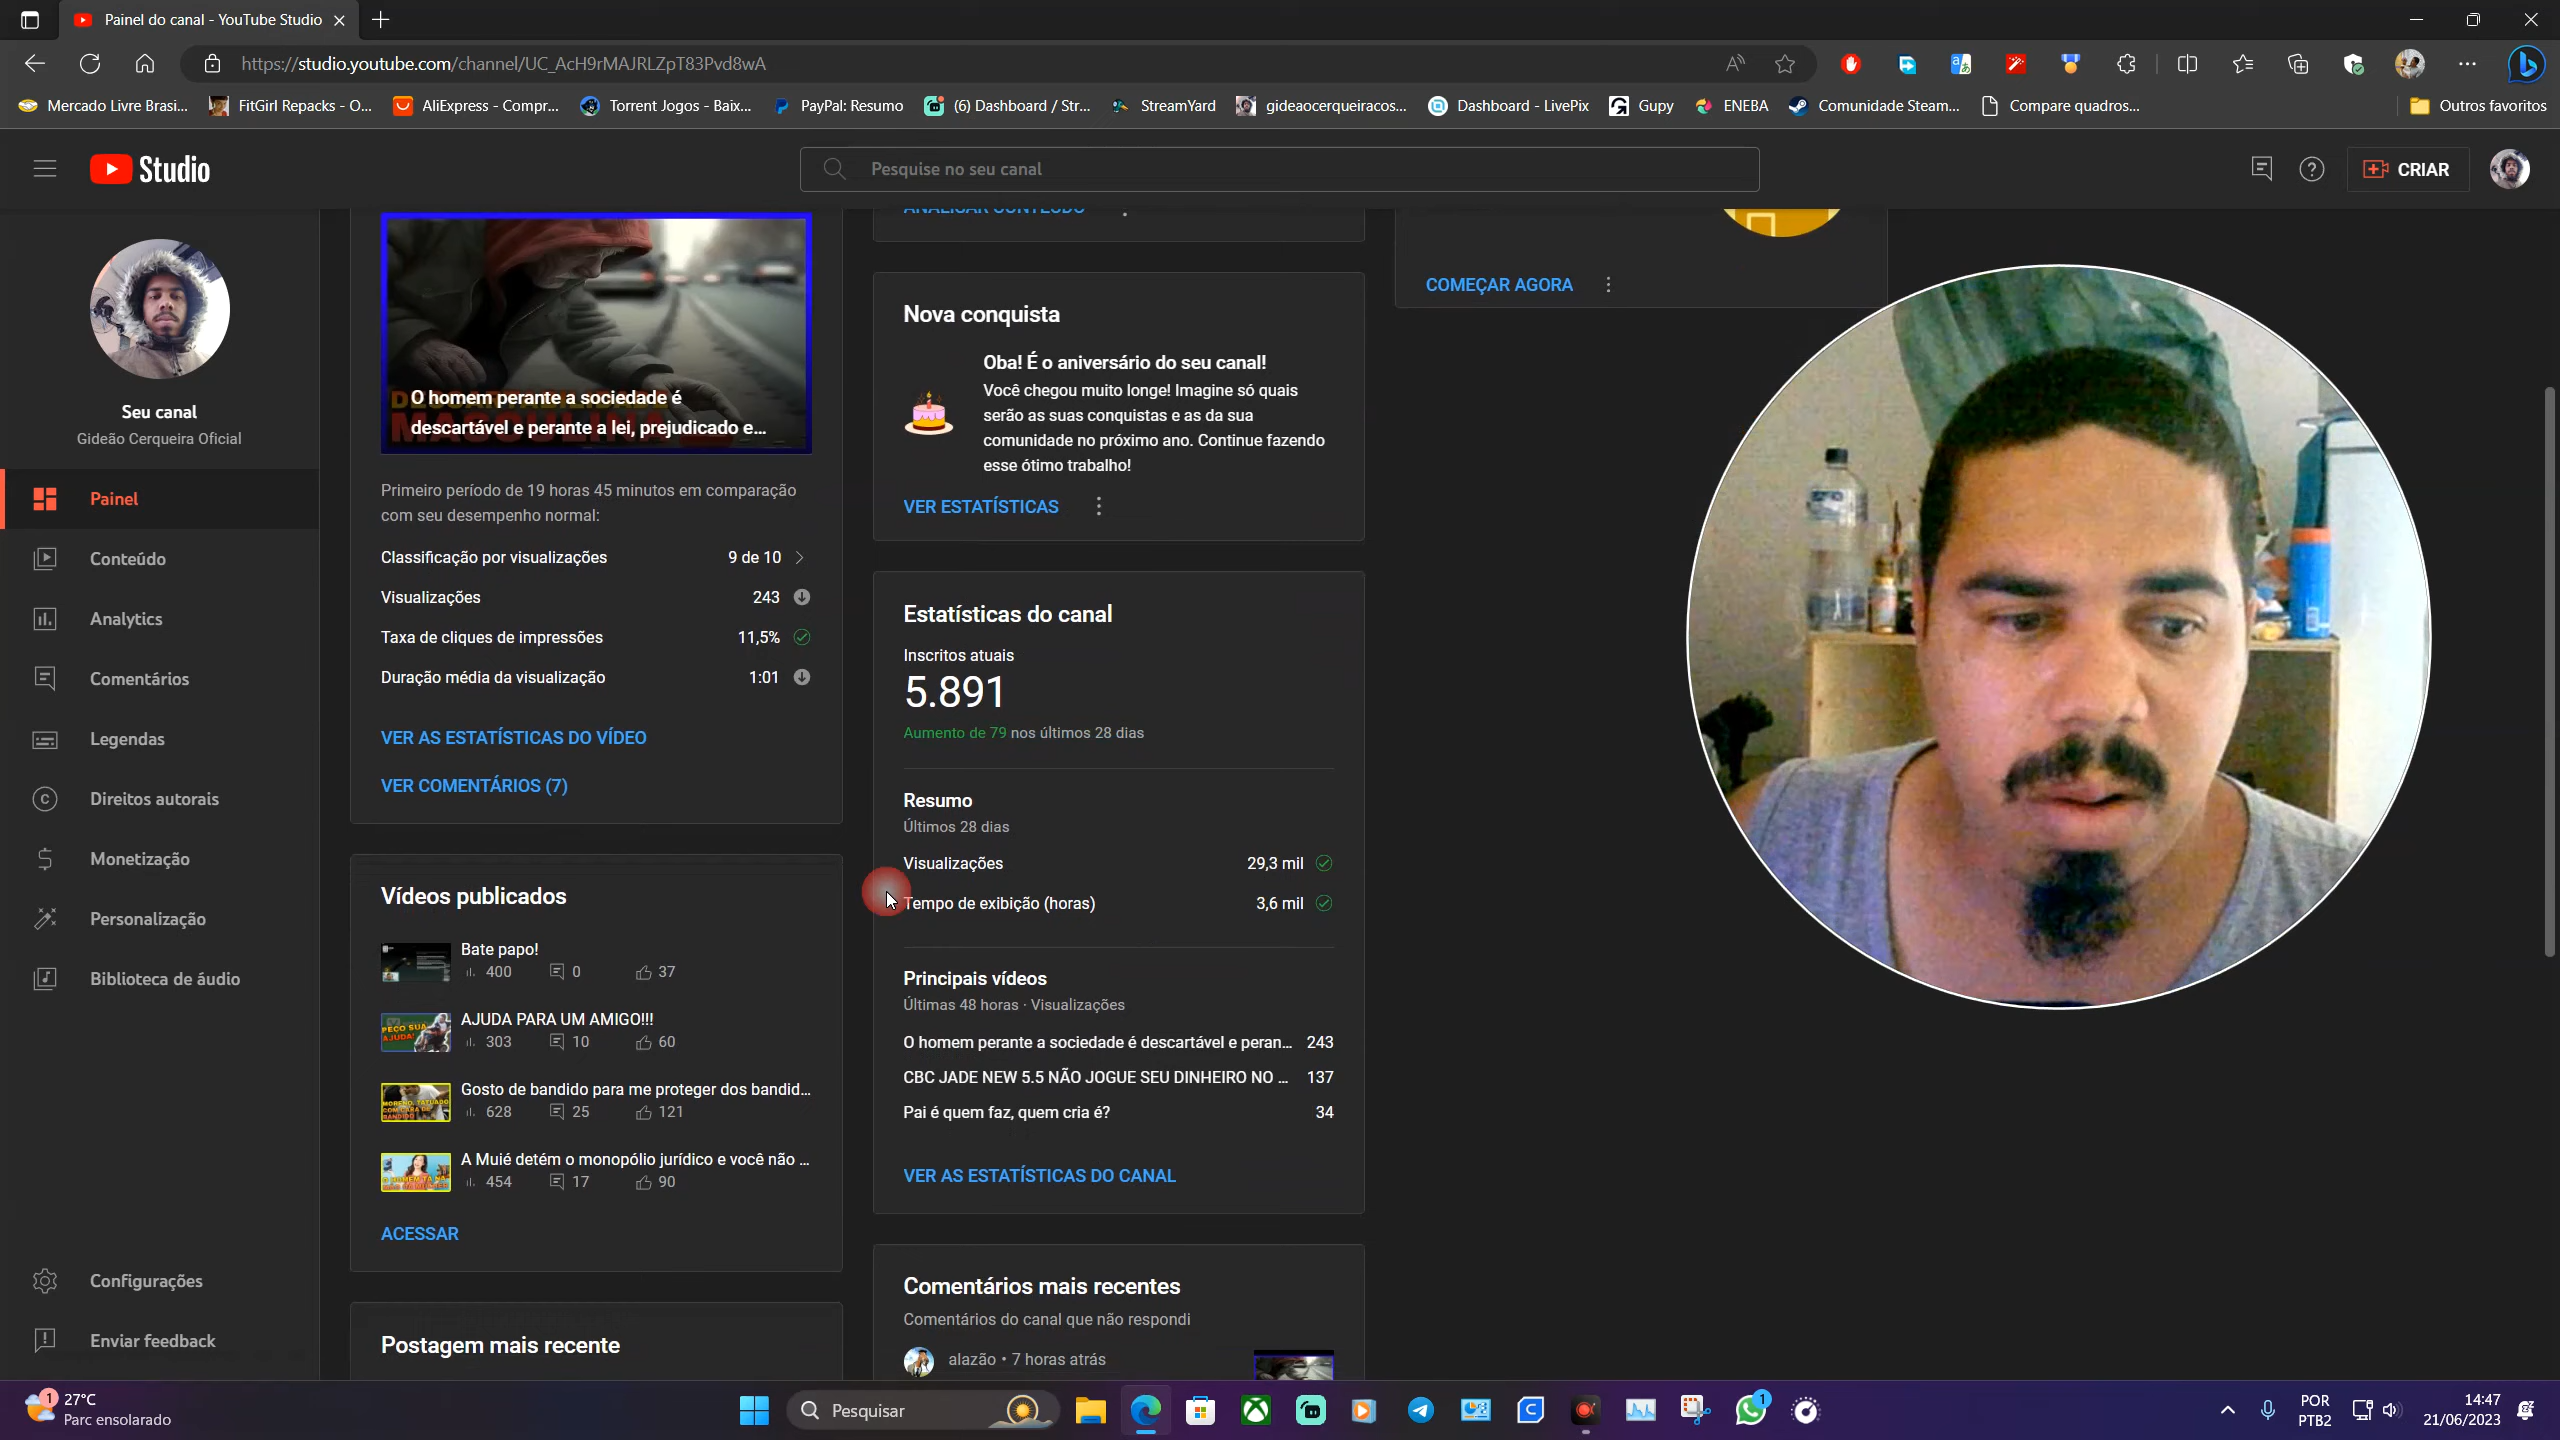 Painel do canal - YouTube Studio
https://studio.youtube.com/channel/UC_AcH9rMAJRLZpT83Pvd8wA
Mercado Livre Brasi...
FitGirl Repacks - O...
AliExpress - Compr...
Torrent Jogos - Baix...
PayPal: Resumo
(6) Dashboard / Str...
StreamYard
gideaocerqueiracos...
Dashboard - LivePix
Gupy
ENEBA
Comunidade Steam...
Compare quadros...
Outros favoritos
Studio
Pesquise no seu canal
CRIAR
Seu canal
Gideão Cerqueira Oficial
Painel
Conteúdo
Analytics
Comentários
Legendas
Direitos autorais
Monetização
Personalização
Biblioteca de áudio
Configurações
Enviar feedback
O homem perante a sociedade é
descartável e perante a lei, prejudicado e...
Primeiro período de 19 horas 45 minutos em comparação
com seu desempenho normal:
Classificação por visualizações 9 de 10
Visualizações 243
Taxa de cliques de impressões 11,5%
Duração média da visualização 1:01
VER AS ESTATÍSTICAS DO VÍDEO
VER COMENTÁRIOS (7)
Vídeos publicados
Bate papo!
400 0 37
AJUDA PARA UM AMIGO!!!
303 10 60
Gosto de bandido para me proteger dos bandid...
628 25 121
A Muié detém o monopólio jurídico e você não ...
454 17 90
ACESSAR
Postagem mais recente
ANALISAR CONTEÚDO
Nova conquista
Oba! É o aniversário do seu canal!
Você chegou muito longe! Imagine só quais
serão as suas conquistas e as da sua
comunidade no próximo ano. Continue fazendo
esse ótimo trabalho!
VER ESTATÍSTICAS
Estatísticas do canal
Inscritos atuais
5.891
Aumento de 79 nos últimos 28 dias
Resumo
Últimos 28 dias
Visualizações 29,3 mil
Tempo de exibição (horas) 3,6 mil
Principais vídeos
Últimas 48 horas · Visualizações
O homem perante a sociedade é descartável e peran... 243
CBC JADE NEW 5.5 NÃO JOGUE SEU DINHEIRO NO ... 137
Pai é quem faz, quem cria é? 34
VER AS ESTATÍSTICAS DO CANAL
Comentários mais recentes
Comentários do canal que não respondi
alazão • 7 horas atrás
COMEÇAR AGORA
1
27°C
Parc ensolarado
Pesquisar
1
POR
PTB2
14:47
21/06/2023